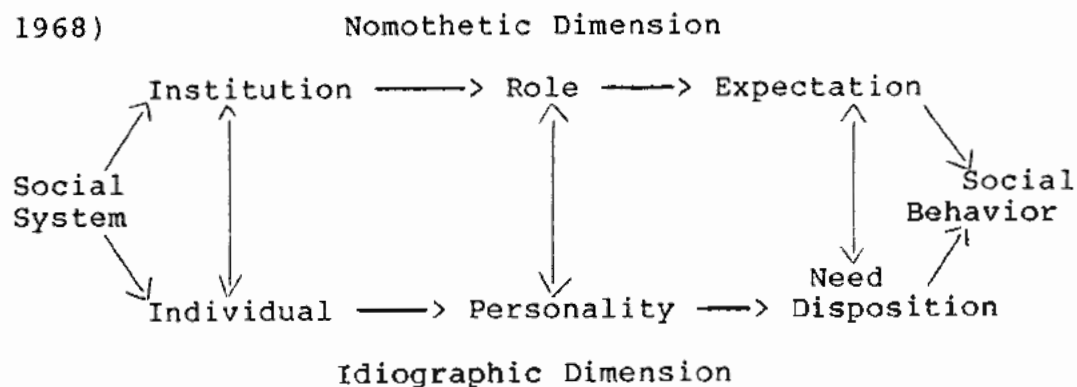 1968) Nomothetic Dimension
Institution Role Expectation
Social Social
System Behavior
Need
Individual Personality Disposition
Idiographic Dimension